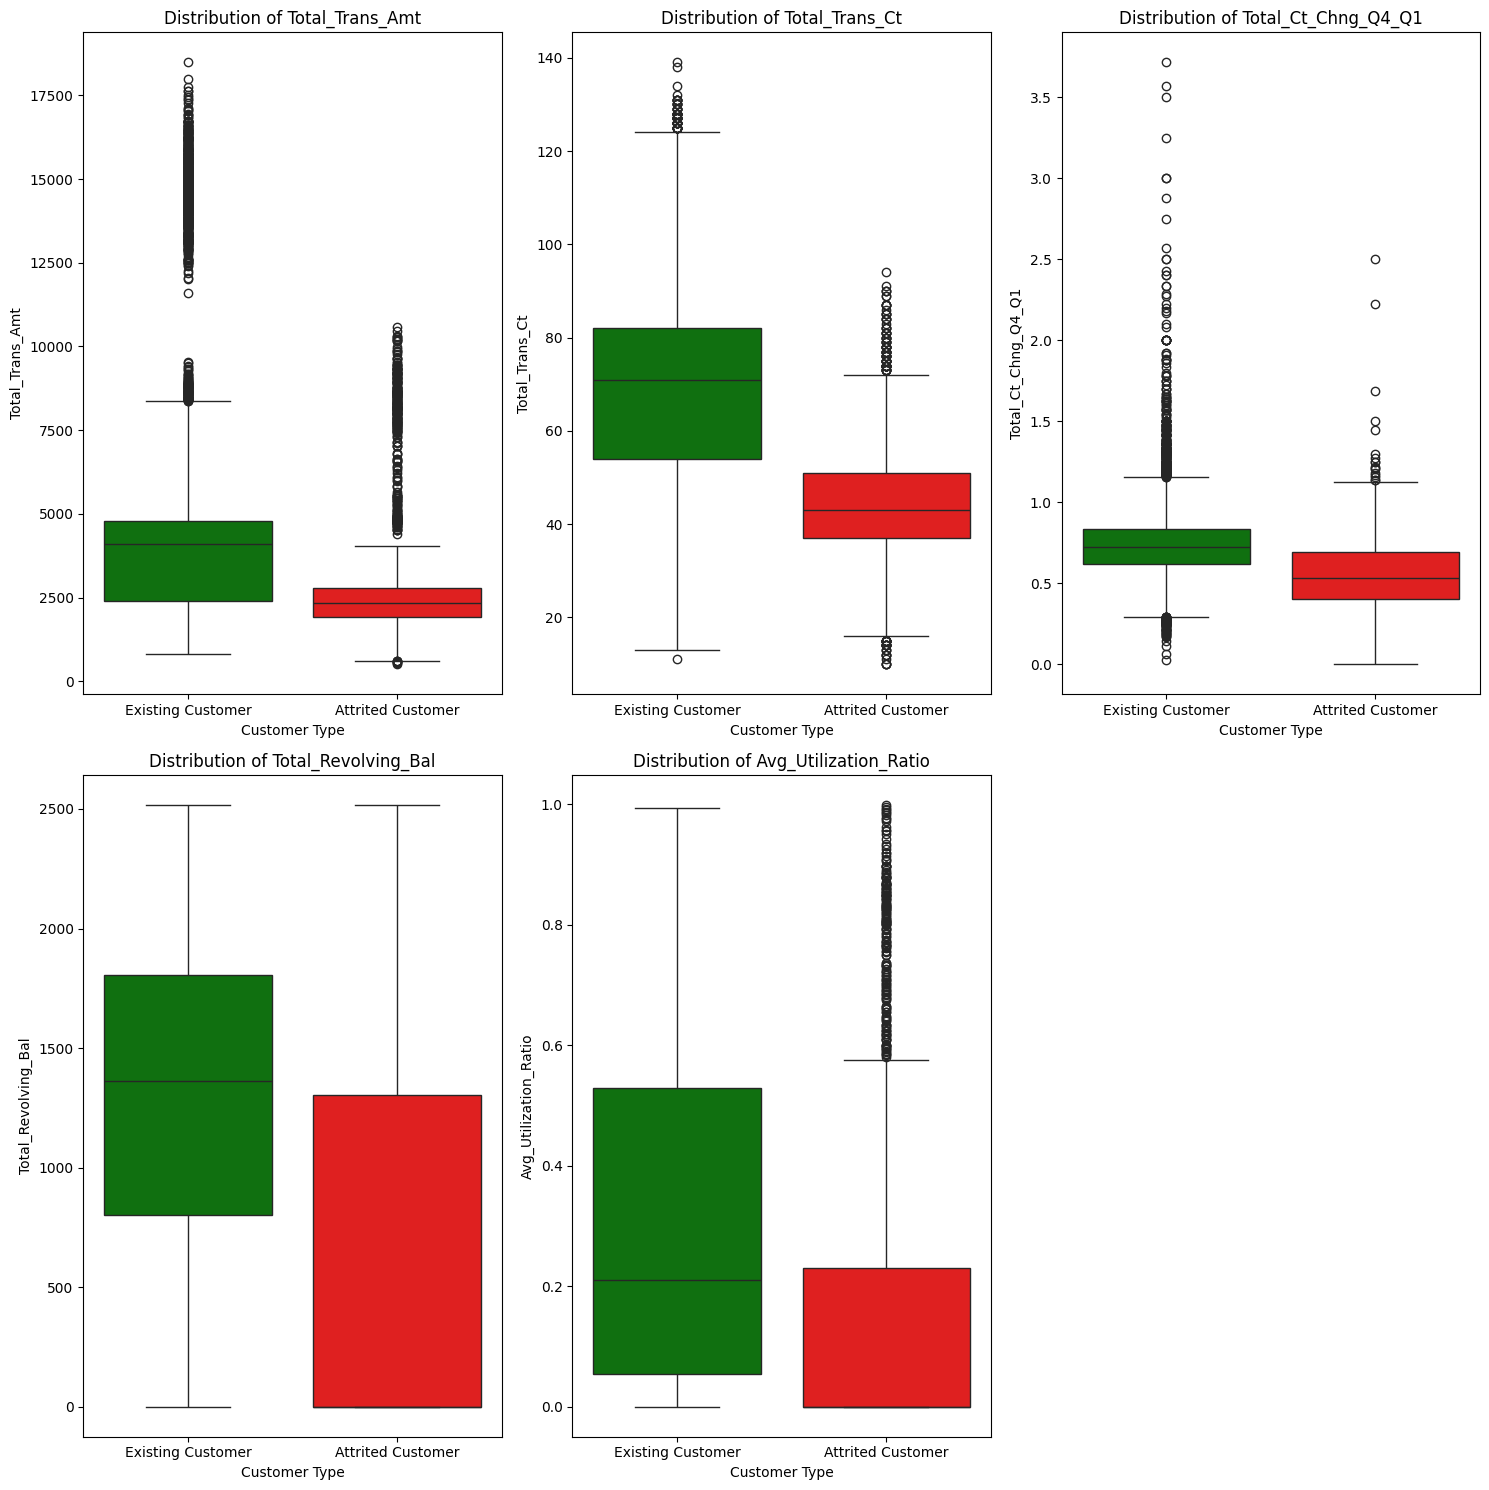 Distribution of Total_Trans_Amt
Total_Trans_Amt
17500
15000
12500
10000
7500
5000
2500
0
Existing Customer
Attrited Customer
Customer Type
Distribution of Total_Trans_Ct
Total_Trans_Ct
140
120
100
80
60
40
20
Existing Customer
Attrited Customer
Customer Type
Distribution of Total_Ct_Chng_Q4_Q1
Total_Ct_Chng_Q4_Q1
3.5
3.0
2.5
2.0
1.5
1.0
0.5
0.0
Existing Customer
Attrited Customer
Customer Type
Distribution of Total_Revolving_Bal
Total_Revolving_Bal
2500
2000
1500
1000
500
0
Existing Customer
Attrited Customer
Customer Type
Distribution of Avg_Utilization_Ratio
Avg_Utilization_Ratio
1.0
0.8
0.6
0.4
0.2
0.0
Existing Customer
Attrited Customer
Customer Type